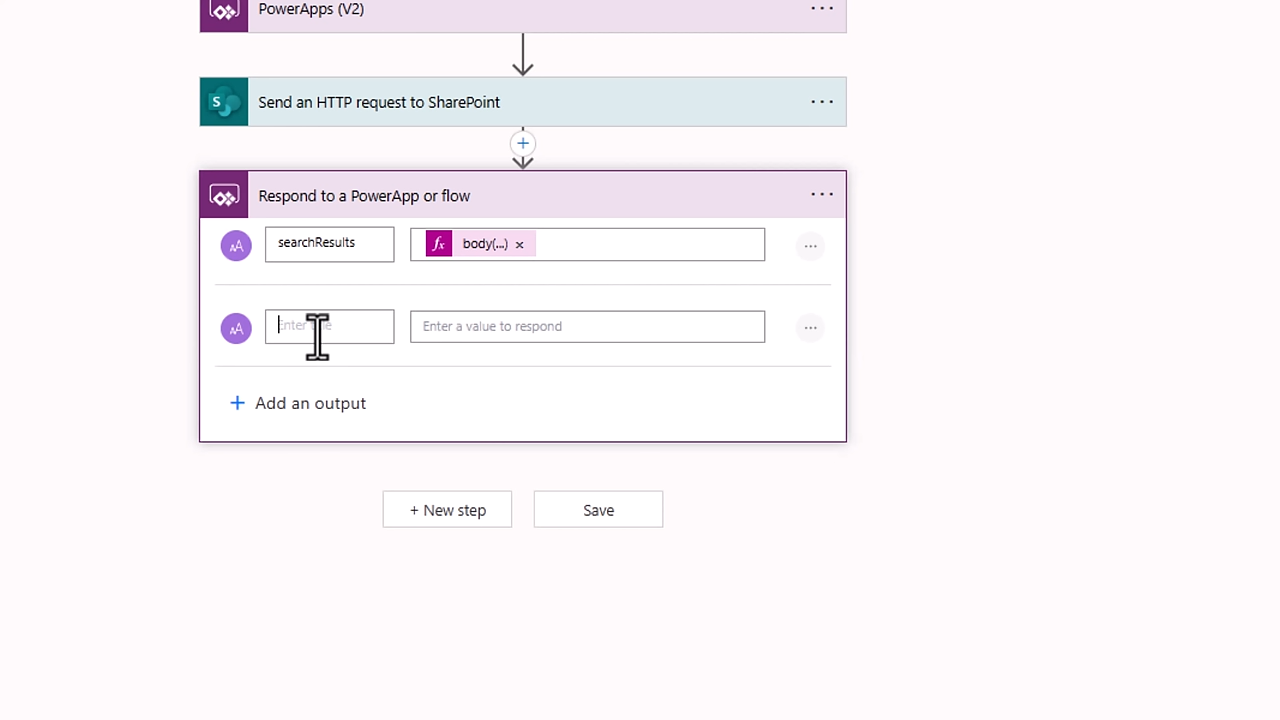 PowerApps (V2)
Send an HTTP request to SharePoint
Respond to a PowerApp or flow
searchResults
fx body(...) ×
Enter a value to respond
+ Add an output
+ New step
Save